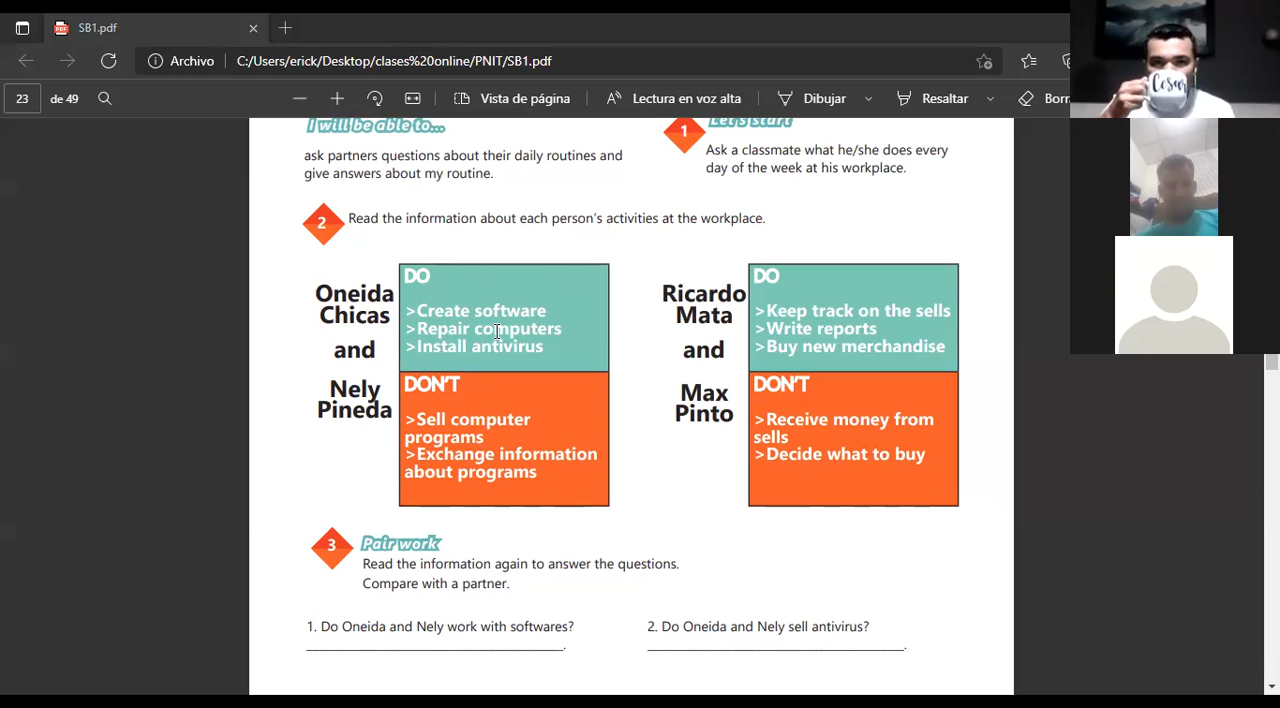 SB1.pdf
Archivo
C:/Users/erick/Desktop/clases%20online/PNIT/SB1.pdf
23
de 49
Vista de página
Lectura en voz alta
Dibujar
Resaltar
Borr
I will be able to...
ask partners questions about their daily routines and
give answers about my routine.
1
Let's start
Ask a classmate what he/she does every
day of the week at his workplace.
2
Read the information about each person's activities at the workplace.
Oneida
Chicas
and
Nely
Pineda
DO
>Create software
>Repair computers
>Install antivirus
DON'T
>Sell computer
programs
>Exchange information
about programs
Ricardo
Mata
and
Max
Pinto
DO
>Keep track on the sells
>Write reports
>Buy new merchandise
DON'T
>Receive money from
sells
>Decide what to buy
3
Pair work
Read the information again to answer the questions.
Compare with a partner.
1. Do Oneida and Nely work with softwares?
2. Do Oneida and Nely sell antivirus?
Cesar